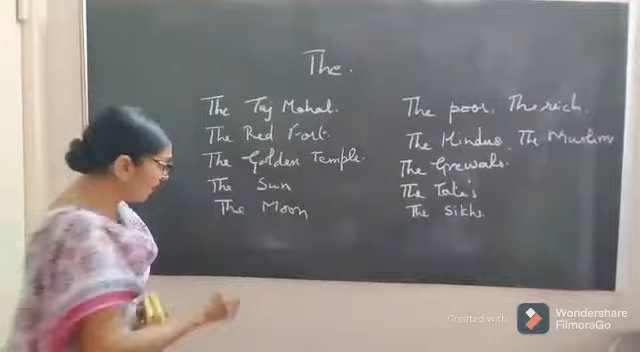 The.
The Taj Mahal.
The Red Fort.
The Golden Temple.
The Sun
The Moon
The poor. The rich.
The Hindus. The Muslims
The Grewals.
The Tata's
The Sikhs.
Created with
Wondershare
FilmoraGo